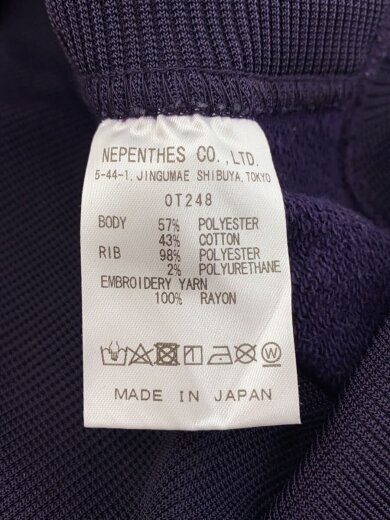 NEPENTHES CO.,LTD.
5-44-1, JINGUMAE SHIBUYA, TOKYO
OT248
BODY 57% POLYESTER
43% COTTON
RIB 98% POLYESTER
2% POLYURETHANE
EMBROIDERY YARN
100% RAYON
W
MADE IN JAPAN